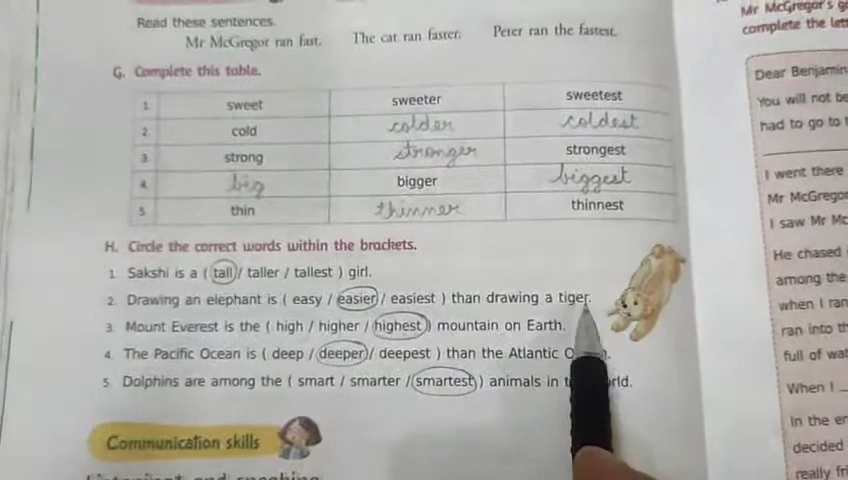 Read these sentences.
Mr McGregor ran fast. The cat ran faster. Peter ran the fastest.
G. Complete this table.
1. sweet sweeter sweetest
2. cold colder coldest
3. strong stronger strongest
4. big bigger biggest
5. thin thinner thinnest
H. Circle the correct words within the brackets.
1. Sakshi is a ( tall / taller / tallest ) girl.
2. Drawing an elephant is ( easy / easier / easiest ) than drawing a tiger.
3. Mount Everest is the ( high / higher / highest ) mountain on Earth.
4. The Pacific Ocean is ( deep / deeper / deepest ) than the Atlantic
5. Dolphins are among the ( smart / smarter / smartest ) animals in
Communication skills
Mr McGregor's
complete the
Dear Benjamin
You will not be
had to go to
I went there
Mr McGregor
I saw Mr
He chased
among the
when I ran
ran into
full of
When I
In the
decided
really